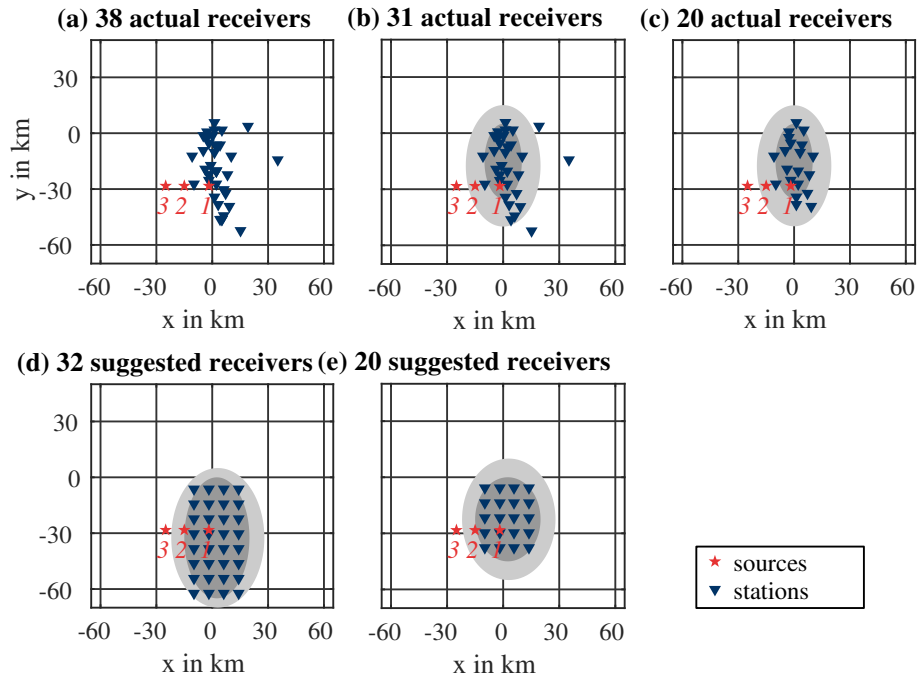 (a) 38 actual receivers
(b) 31 actual receivers
(c) 20 actual receivers
y in km
30
0
-30
-60
3 2 1
3 2 1
3 2 1
-60 -30 0 30 60
-60 -30 0 30 60
-60 -30 0 30 60
x in km
x in km
x in km
(d) 32 suggested receivers
(e) 20 suggested receivers
30
0
-30
-60
3 2 1
3 2 1
-60 -30 0 30 60
-60 -30 0 30 60
x in km
x in km
sources
stations